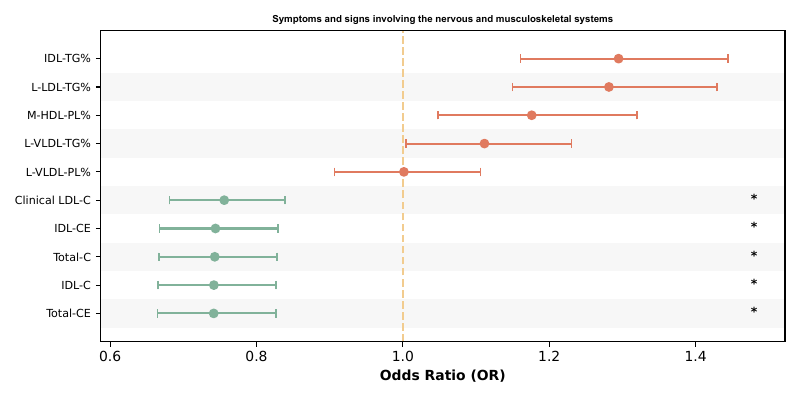 Symptoms and signs involving the nervous and musculoskeletal systems
IDL-TG%
L-LDL-TG%
M-HDL-PL%
L-VLDL-TG%
L-VLDL-PL%
Clinical LDL-C *
IDL-CE *
Total-C *
IDL-C *
Total-CE *
0.6 0.8 1.0 1.2 1.4
Odds Ratio (OR)